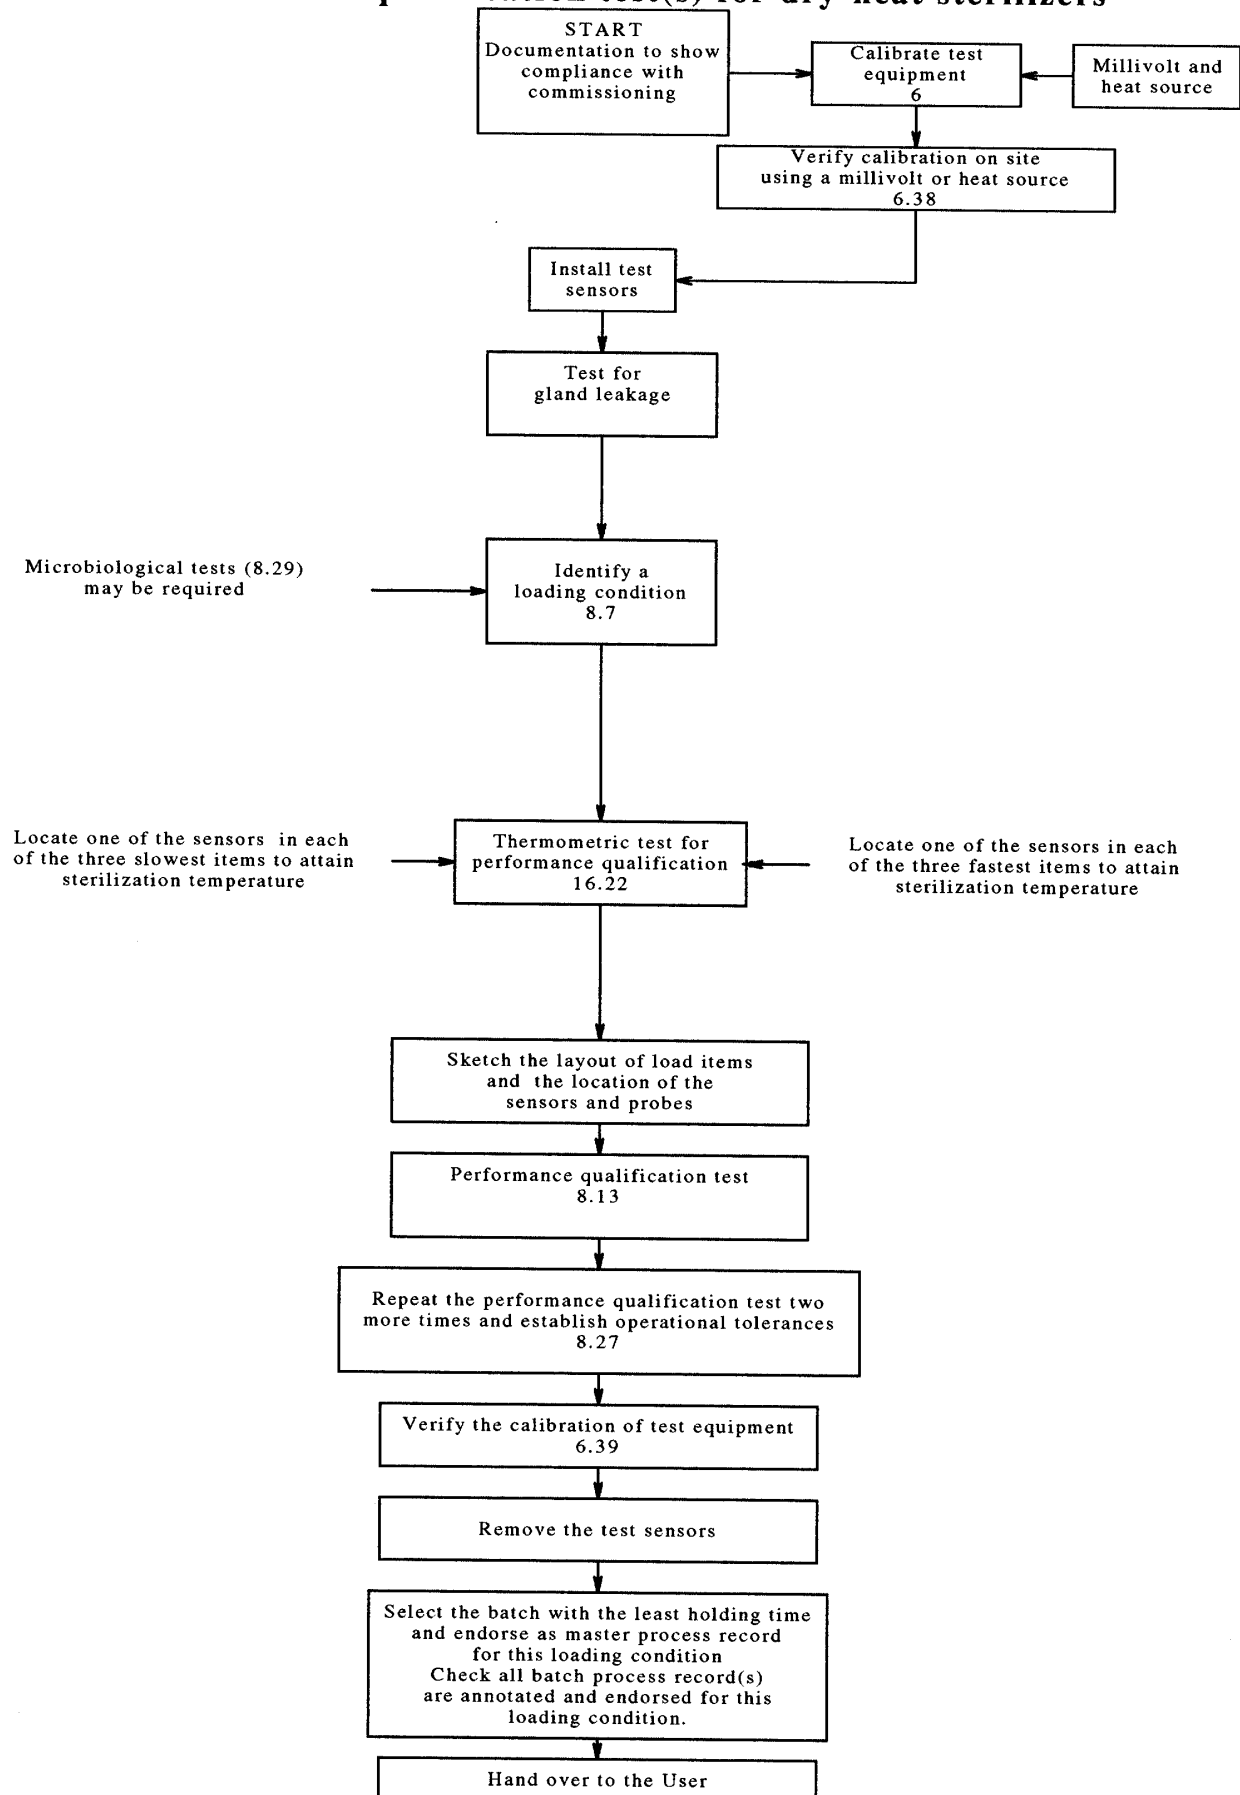 test(s) for dry heat sterilizers
START
Documentation to show
compliance with
commissioning
Calibrate test
equipment
6
Millivolt and
heat source
Verify calibration on site
using a millivolt or heat source
6.38
Install test
sensors
Test for
gland leakage
Microbiological tests (8.29)
may be required
Identify a
loading condition
8.7
Locate one of the sensors in each
of the three slowest items to attain
sterilization temperature
Thermometric test for
performance qualification
16.22
Locate one of the sensors in each
of the three fastest items to attain
sterilization temperature
Sketch the layout of load items
and the location of the
sensors and probes
Performance qualification test
8.13
Repeat the performance qualification test two
more times and establish operational tolerances
8.27
Verify the calibration of test equipment
6.39
Remove the test sensors
Select the batch with the least holding time
and endorse as master process record
for this loading condition
Check all batch process record(s)
are annotated and endorsed for this
loading condition.
Hand over to the User